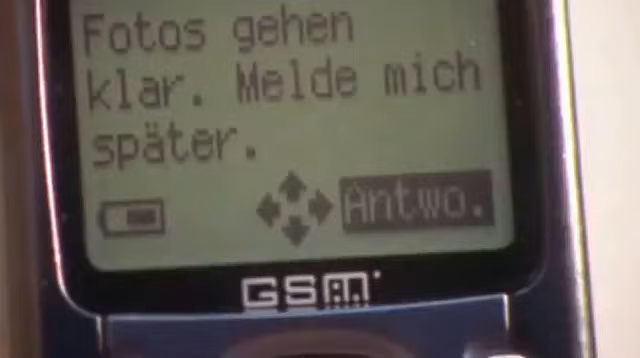 Fotos gehen
klar. Melde mich
später.
Antwo.
GSM